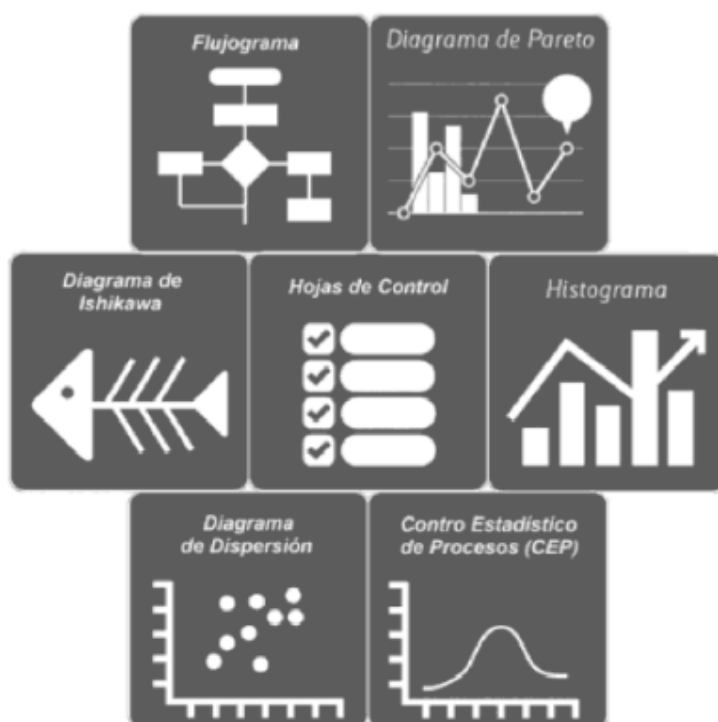 Flujograma
Diagrama de Pareto
Diagrama de
Ishikawa
Hojas de Control
Histograma
Diagrama
de Dispersión
Contro Estadístico
de Procesos (CEP)